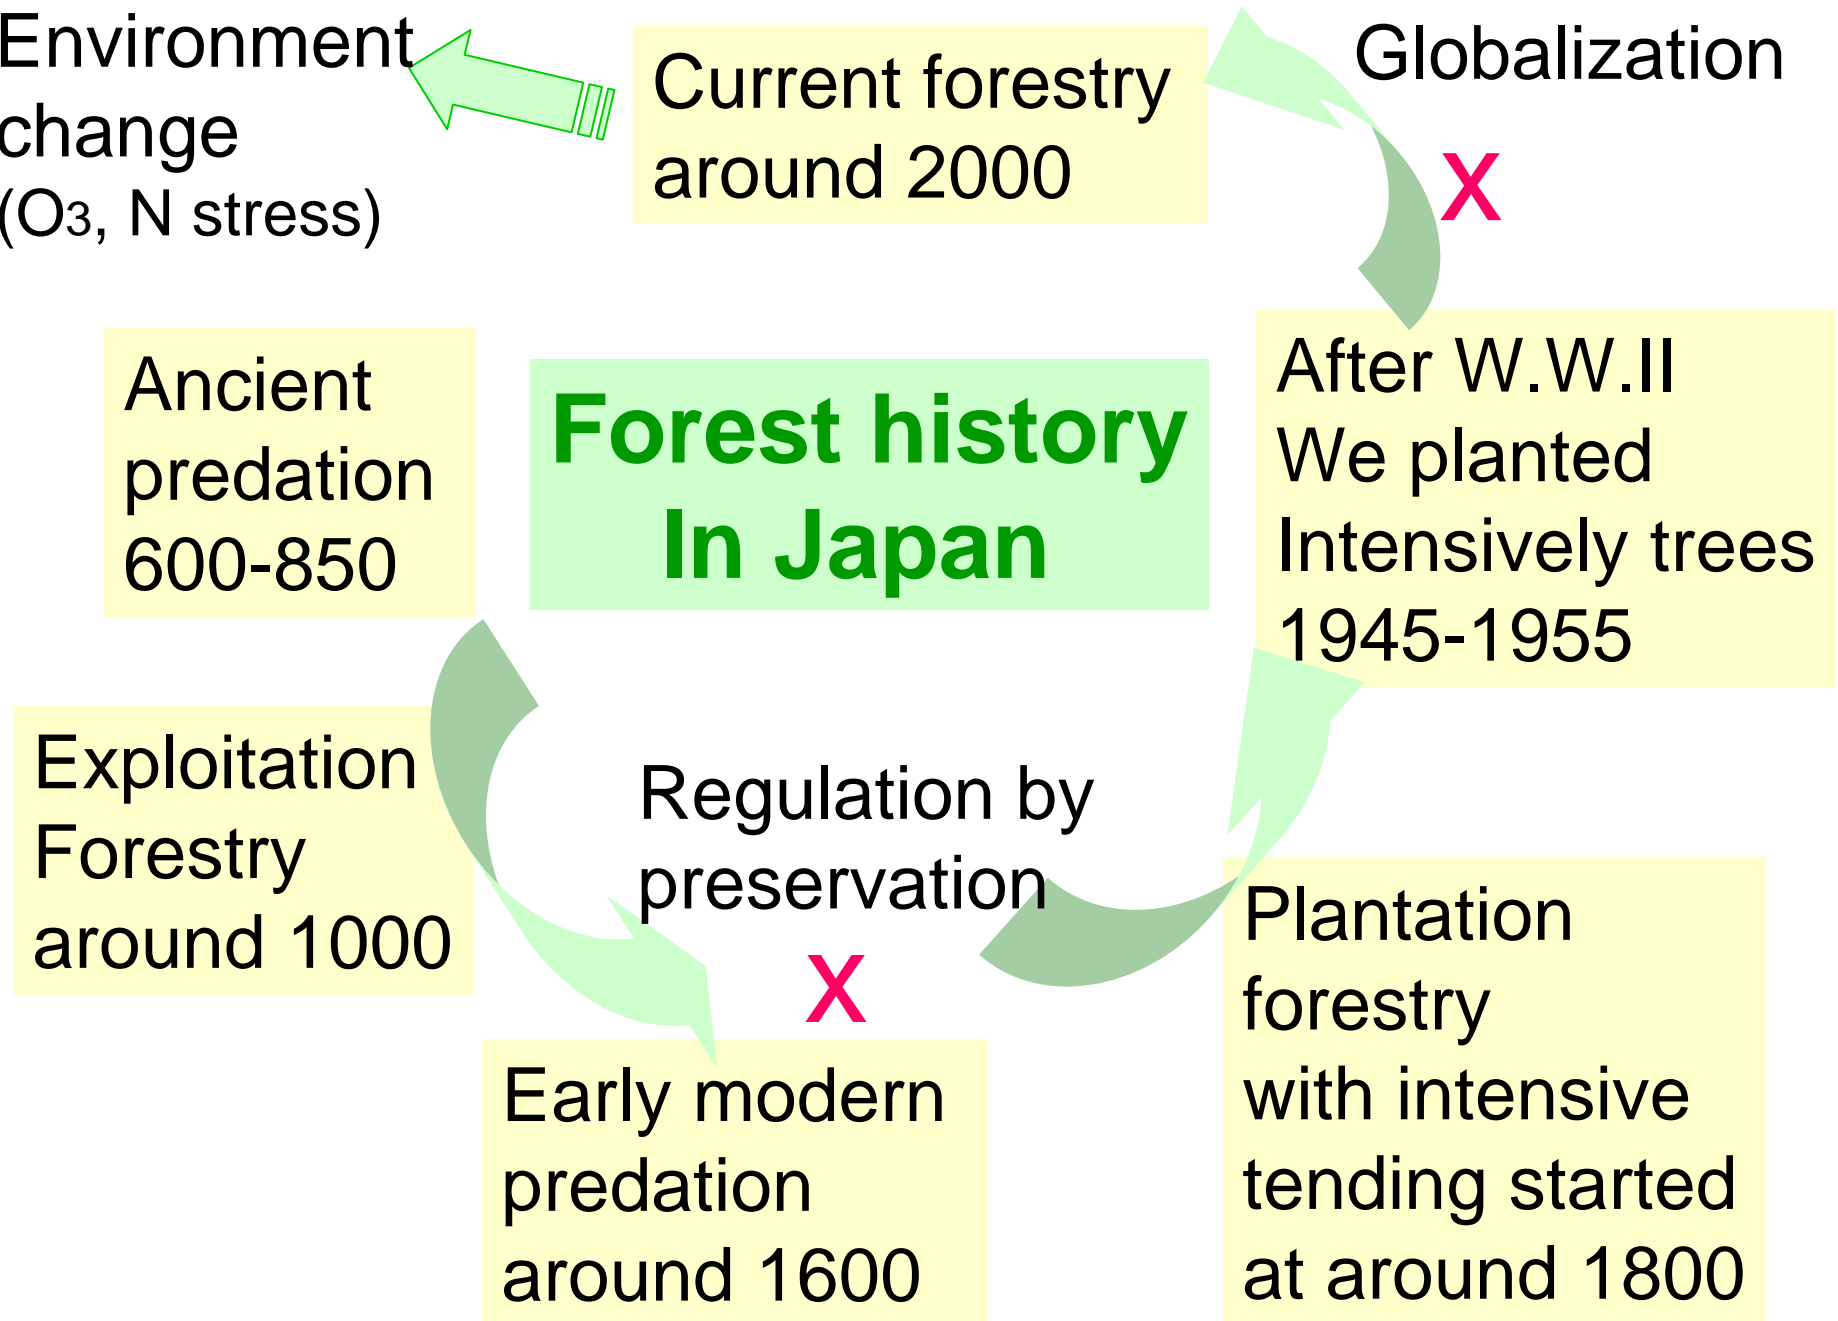 Environment
change
(O3, N stress)
Current forestry
around 2000
Globalization
X
Ancient
predation
600-850
Forest history
In Japan
After W.W.II
We planted
Intensively trees
1945-1955
Exploitation
Forestry
around 1000
Regulation by
preservation
X
Early modern
predation
around 1600
Plantation
forestry
with intensive
tending started
at around 1800